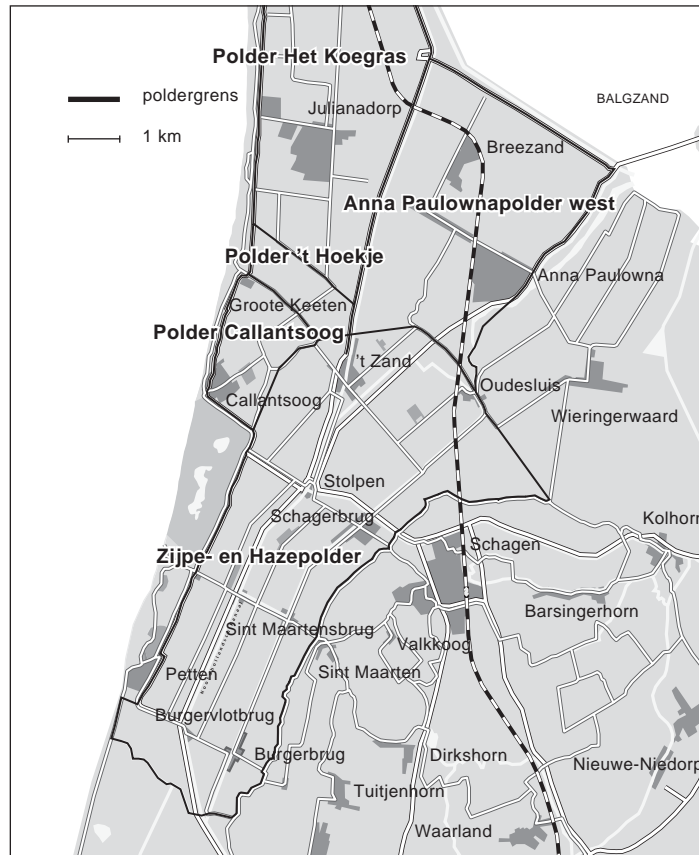 Polder Het Koegras
poldergrens
BALGZAND
Julianadorp
1 km
Breezand
Anna Paulownapolder west
Polder 't Hoekje
Anna Paulowna
Groote Keeten
Polder Callantsoog
't Zand
Oudesluis
Callantsoog
Wieringerwaard
Stolpen
Kolhorn
Schagerbrug
Schagen
Zijpe- en Hazepolder
Barsingerhorn
Sint Maartensbrug
Valkkoog
Petten
Sint Maarten
Burgervlotbrug
Burgerbrug
Dirkshorn
Nieuwe-Niedorp
Tuitjenhorn
Waarland